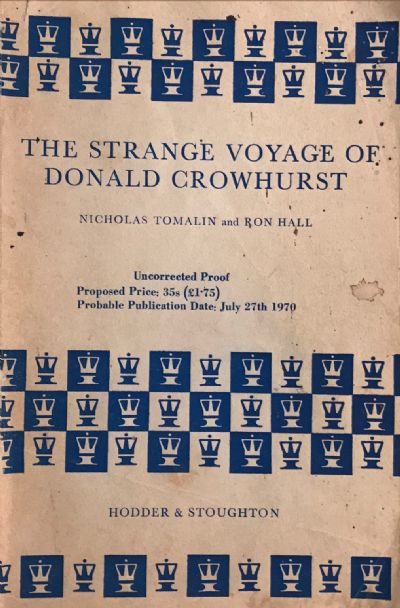 THE STRANGE VOYAGE OF
DONALD CROWHURST
NICHOLAS TOMALIN and RON HALL
Uncorrected Proof
Proposed Price: 35s (£1·75)
Probable Publication Date: July 27th 1970
HODDER & STOUGHTON